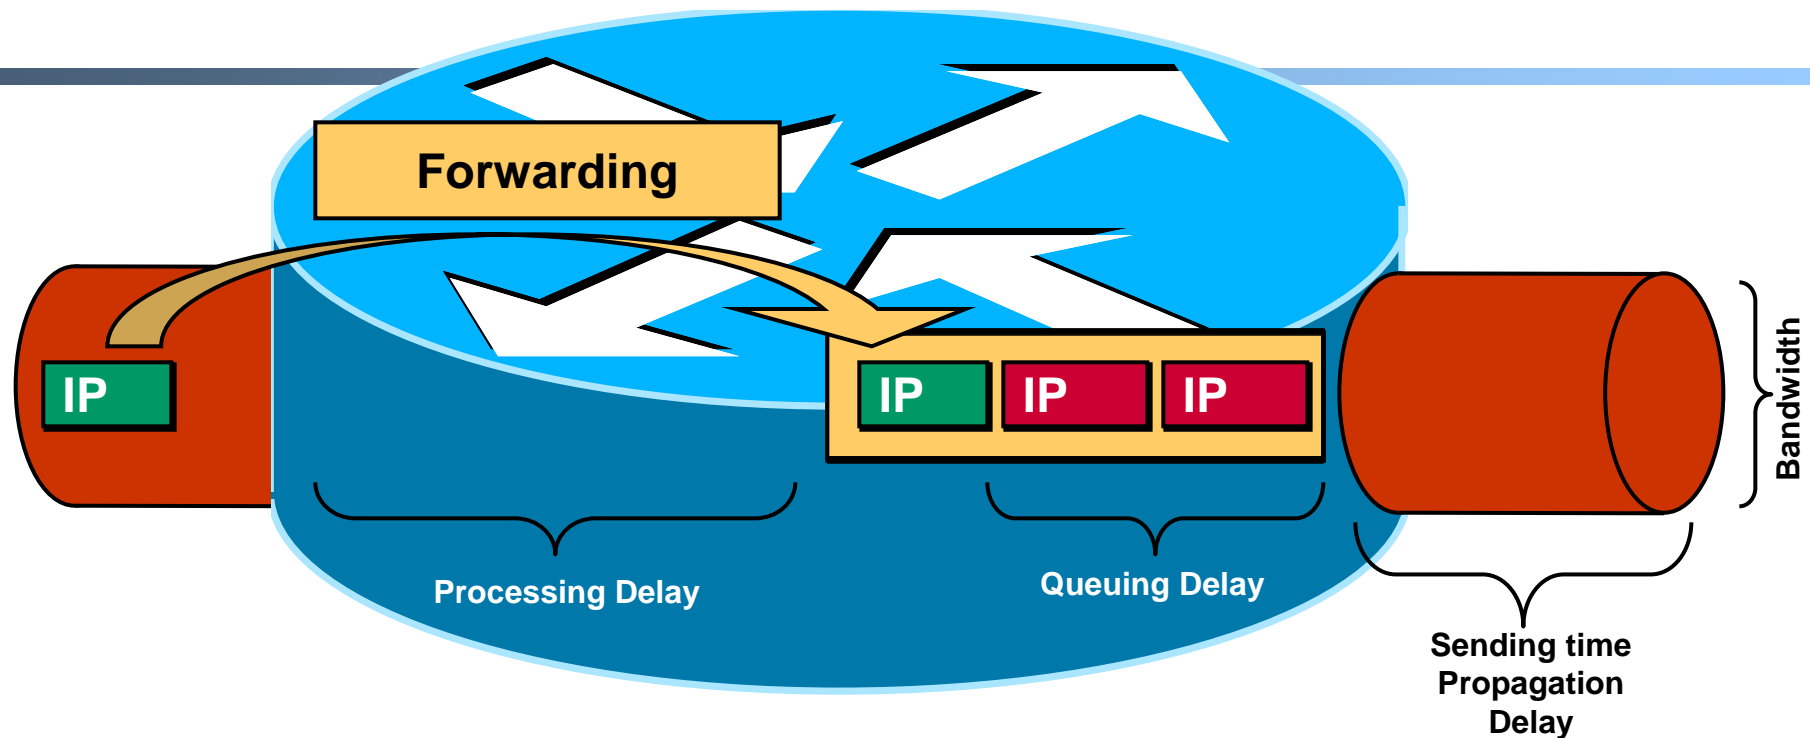 Forwarding
IP
IP
IP
IP
Bandwidth
Processing Delay
Queuing Delay
Sending time
Propagation
Delay